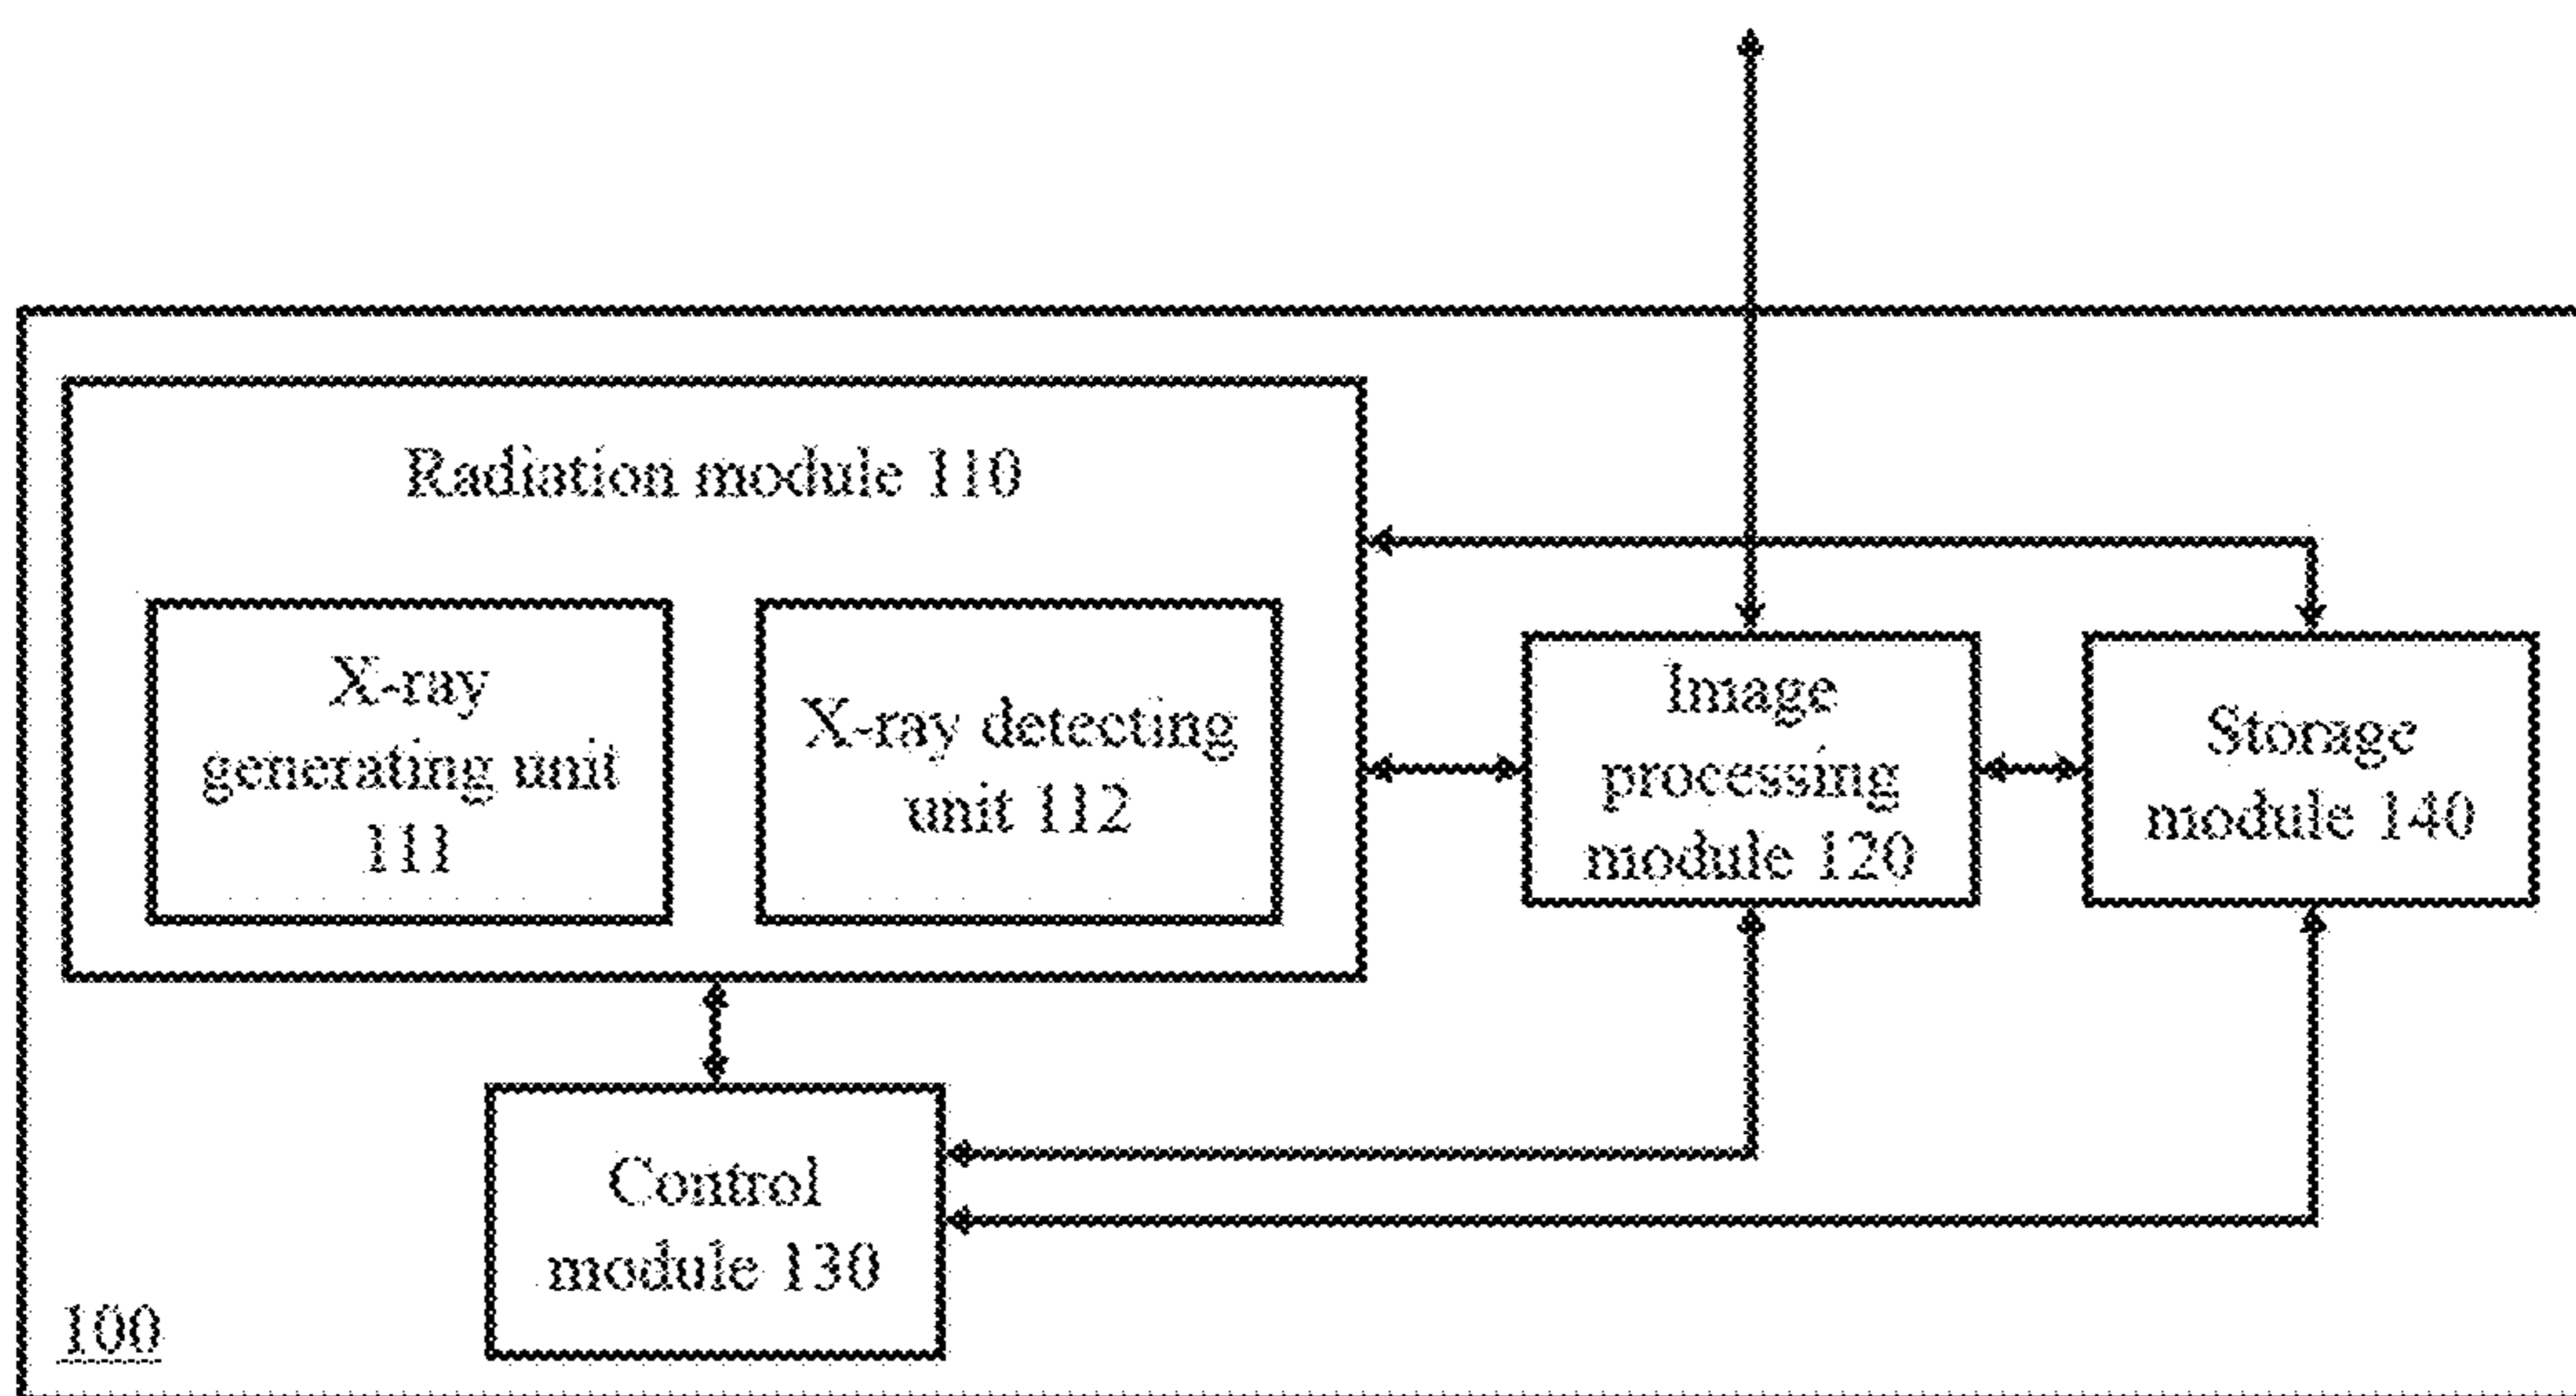 Radiation module 110
X-ray
generating unit
111
X-ray detecting
unit 112
Image
processing
module 120
Storage
module 140
Control
module 130
100